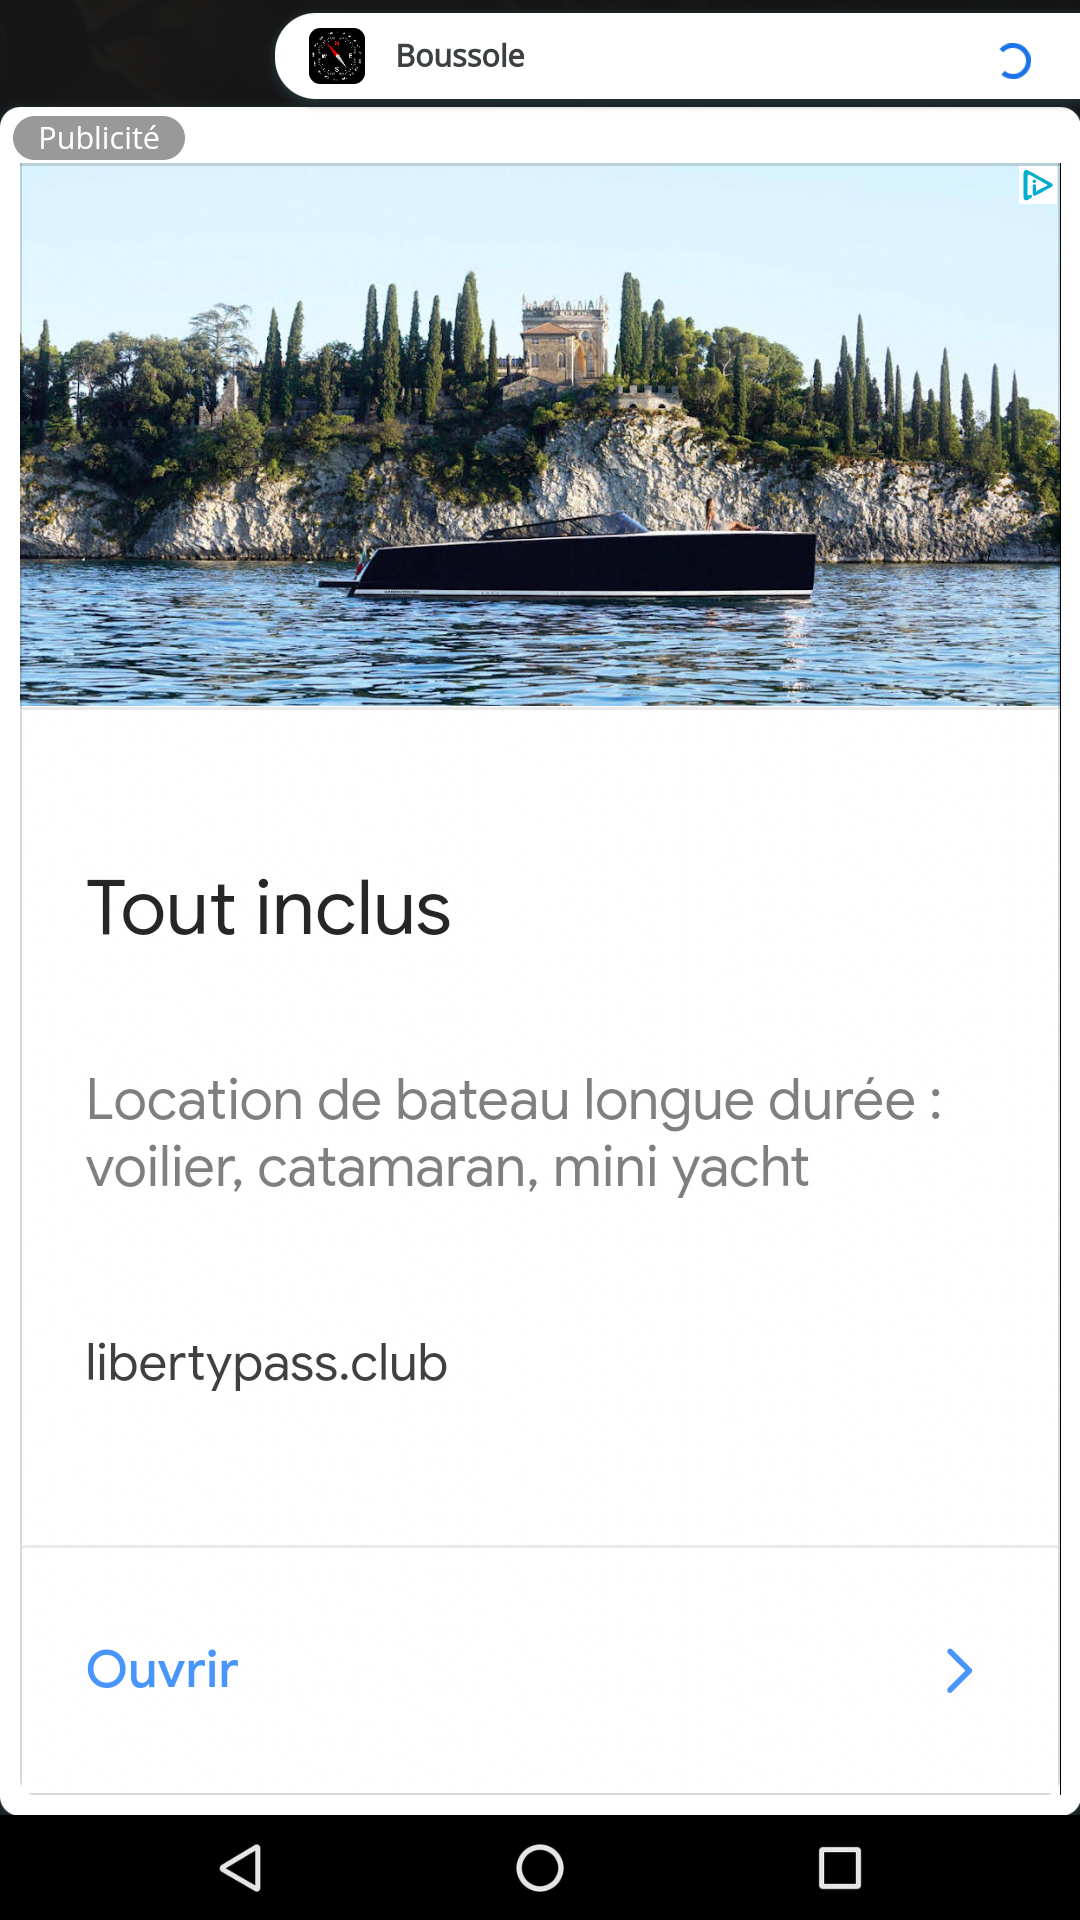 Boussole
Publicité
Tout inclus
Location de bateau longue durée :
voilier, catamaran, mini yacht
libertypass.club
Ouvrir